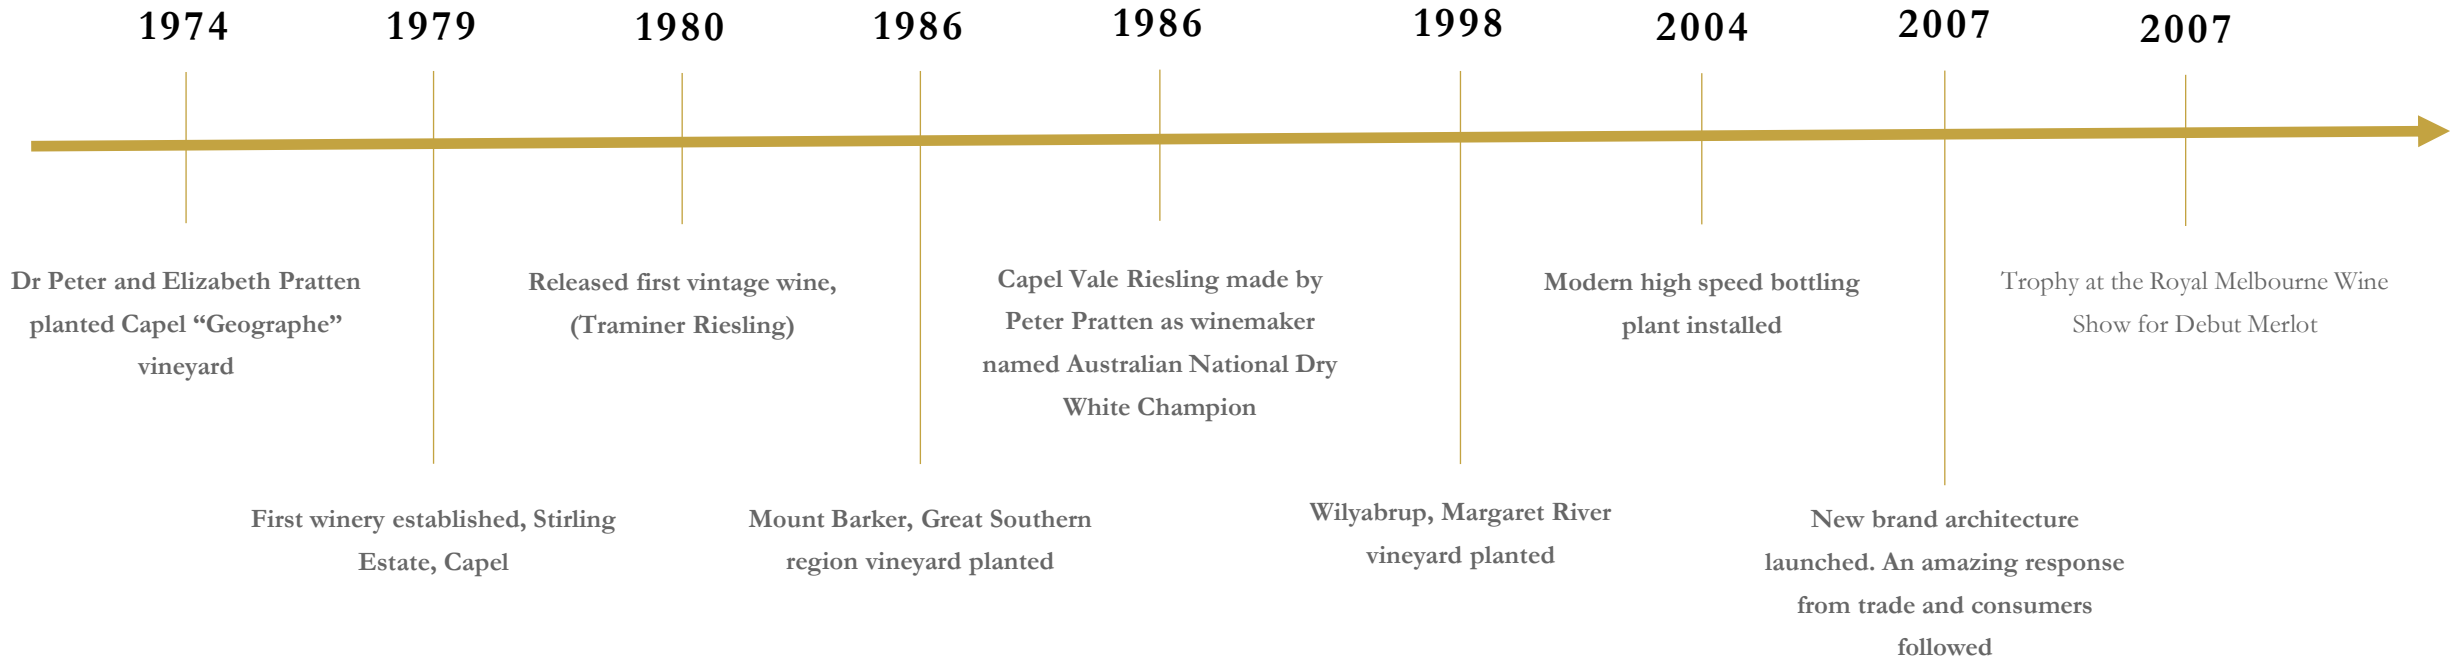 1974
1979
1980
1986
1986
1998
2004
2007
2007
Dr Peter and Elizabeth Pratten
planted Capel “Geographe”
vineyard
First winery established, Stirling
Estate, Capel
Released first vintage wine,
(Traminer Riesling)
Mount Barker, Great Southern
region vineyard planted
Capel Vale Riesling made by
Peter Pratten as winemaker
named Australian National Dry
White Champion
Wilyabrup, Margaret River
vineyard planted
Modern high speed bottling
plant installed
New brand architecture
launched. An amazing response
from trade and consumers
followed
Trophy at the Royal Melbourne Wine
Show for Debut Merlot